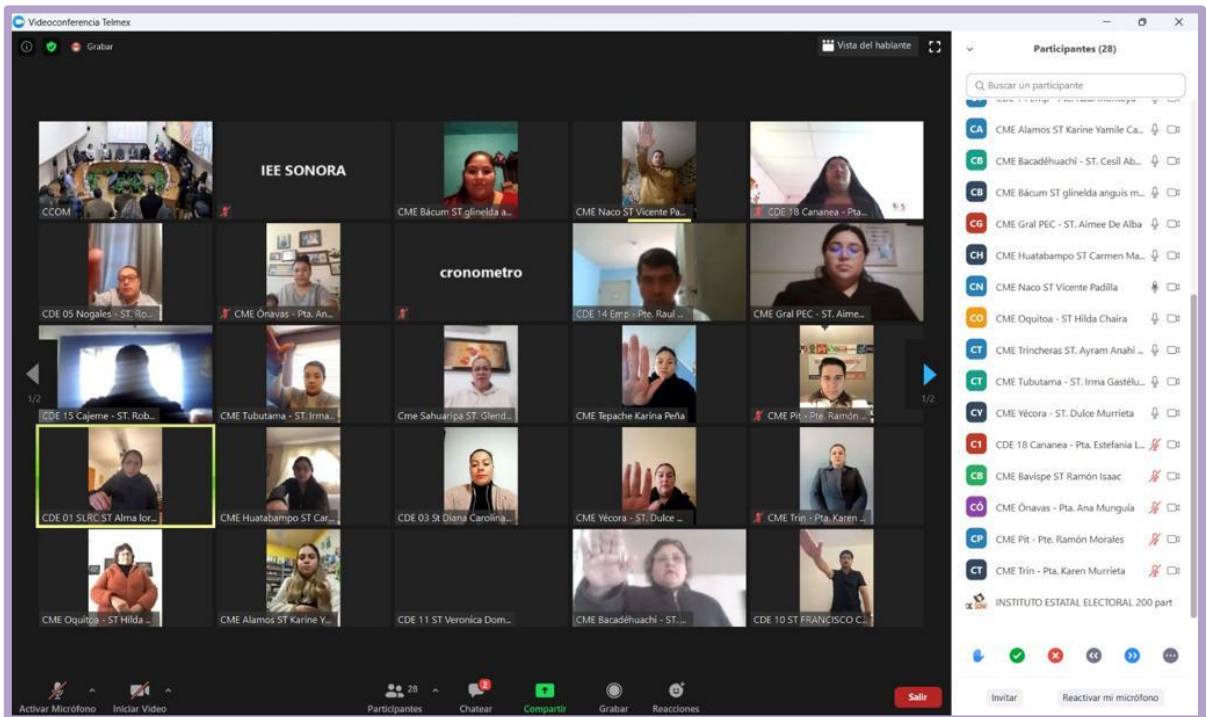 Videoconferencia Telmex
Grabar
Vista del hablante
CCOM
IEE SONORA
CME Bácum ST glinelda a...
CME Naco ST Vicente Pa...
CDE 18 Cananea - Pta...
CDE 05 Nogales - ST. Ro...
CME Ónavas - Pta. An...
cronometro
CDE 14 Emp - Pte. Raul ...
CME Gral PEC - ST. Aime...
1/2
CDE 15 Cajeme - ST. Rob...
CME Tubutama - ST. Irma...
Cme Sahuaripa ST. Glend...
CME Tepache Karina Peña
CME Pit - Pte. Ramón ...
1/2
CDE 01 SLRC ST Alma lor...
CME Huatabampo ST Car...
CDE 03 St Diana Carolina...
CME Yécora - ST. Dulce ...
CME Trin - Pta. Karen ...
CME Oquitoa - ST Hilda ...
CME Alamos ST Karine Y...
CDE 11 ST Veronica Dom...
CME Bacadéhuachi - ST. ...
CDE 10 ST FRANCISCO C...
Activar Micrófono
Iniciar Video
28
Participantes
2
Chatear
Compartir
Grabar
Reacciones
Salir
Participantes (28)
Buscar un participante
CA CME Alamos ST Karine Yamile Ca...
CB CME Bacadéhuachi - ST. Cesil Ab...
CB CME Bácum ST glinelda anguis m...
CG CME Gral PEC - ST. Aimee De Alba
CH CME Huatabampo ST Carmen Ma...
CN CME Naco ST Vicente Padilla
CO CME Oquitoa - ST Hilda Chaira
CT CME Trincheras ST. Ayram Anahí ...
CT CME Tubutama - ST. Irma Gastélu...
CY CME Yécora - ST. Dulce Murrieta
C1 CDE 18 Cananea - Pta. Estefania L...
CB CME Bavispe ST Ramón Isaac
CÓ CME Ónavas - Pta. Ana Munguía
CP CME Pit - Pte. Ramón Morales
CT CME Trin - Pta. Karen Murrieta
INSTITUTO ESTATAL ELECTORAL 200 part
Invitar
Reactivar mi micrófono